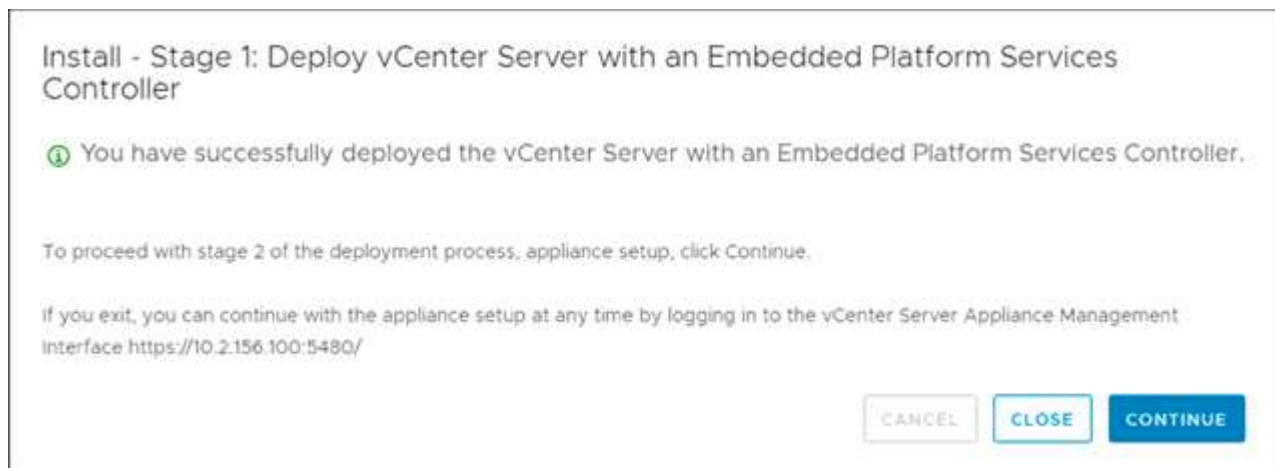 Install - Stage 1: Deploy vCenter Server with an Embedded Platform Services
Controller
You have successfully deployed the vCenter Server with an Embedded Platform Services Controller.
To proceed with stage 2 of the deployment process, appliance setup, click Continue.
If you exit, you can continue with the appliance setup at any time by logging in to the vCenter Server Appliance Management
Interface https://10.2.156.100:5480/
CANCEL CLOSE CONTINUE